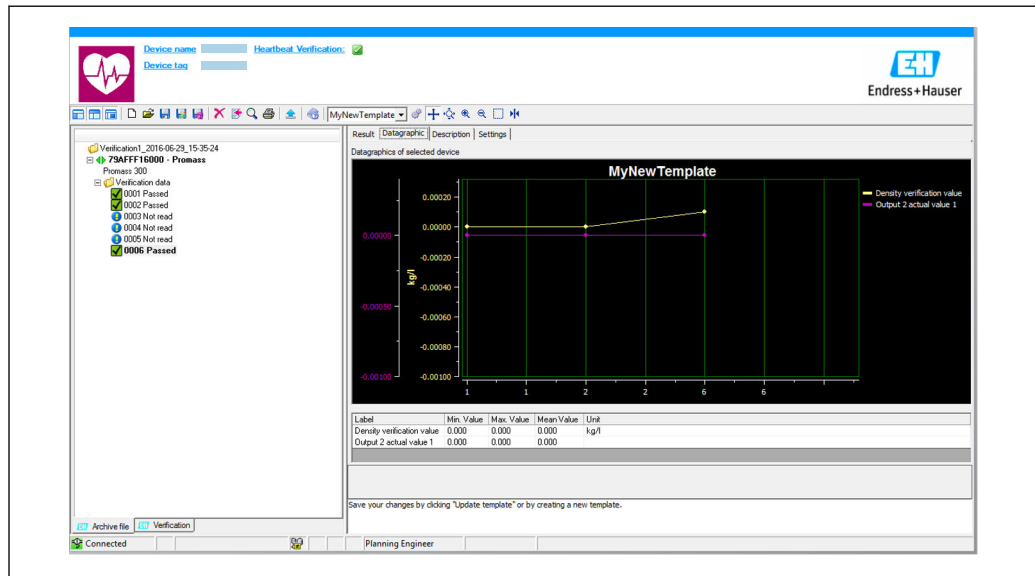 Device name
Heartbeat Verification:
Device tag
EH
Endress+Hauser
MyNewTemplate
Result Datagraphic Description Settings
Datagraphics of selected device
Verification1_2016-06-29_15-35-24
79AFFF16000 - Promass
Promass 300
Verification data
0001 Passed
0002 Passed
0003 Not read
0004 Not read
0005 Not read
0006 Passed
MyNewTemplate
Density verification value
Output 2 actual value 1
0.00020
0.00000
0.00000
-0.00020
kg/l
-0.00040
-0.00050
-0.00060
-0.00080
-0.00100
-0.00100
1 1 2 2 6 6
Label Min. Value Max. Value Mean Value Unit
Density verification value 0.000 0.000 0.000 kg/l
Output 2 actual value 1 0.000 0.000 0.000
Save your changes by clicking "Update template" or by creating a new template.
EH Archive file EH Verification
Connected Planning Engineer